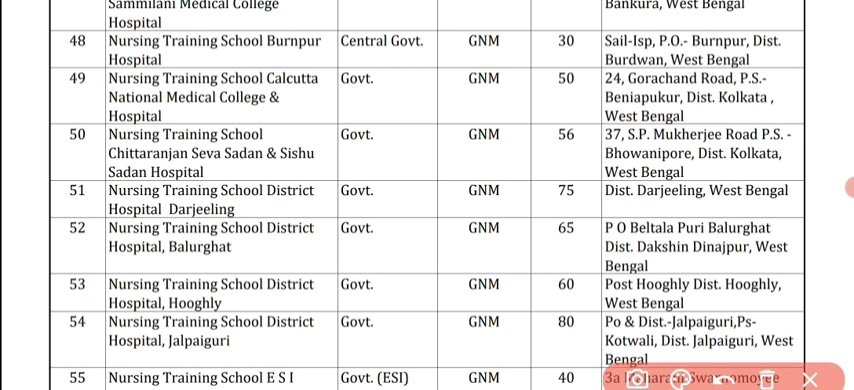 Sammilani Medical College Bankura, West Bengal
Hospital
48 Nursing Training School Burnpur Central Govt. GNM 30 Sail-Isp, P.O.- Burnpur, Dist.
Hospital Burdwan, West Bengal
49 Nursing Training School Calcutta Govt. GNM 50 24, Gorachand Road, P.S.-
National Medical College & Beniapukur, Dist. Kolkata ,
Hospital West Bengal
50 Nursing Training School Govt. GNM 56 37, S.P. Mukherjee Road P.S. -
Chittaranjan Seva Sadan & Sishu Bhowanipore, Dist. Kolkata,
Sadan Hospital West Bengal
51 Nursing Training School District Govt. GNM 75 Dist. Darjeeling, West Bengal
Hospital Darjeeling
52 Nursing Training School District Govt. GNM 65 P O Beltala Puri Balurghat
Hospital, Balurghat Dist. Dakshin Dinajpur, West
Bengal
53 Nursing Training School District Govt. GNM 60 Post Hooghly Dist. Hooghly,
Hospital, Hooghly West Bengal
54 Nursing Training School District Govt. GNM 80 Po & Dist.-Jalpaiguri,Ps-
Hospital, Jalpaiguri Kotwali, Dist. Jalpaiguri, West
Bengal
55 Nursing Training School E S I Govt. (ESI) GNM 40 3a